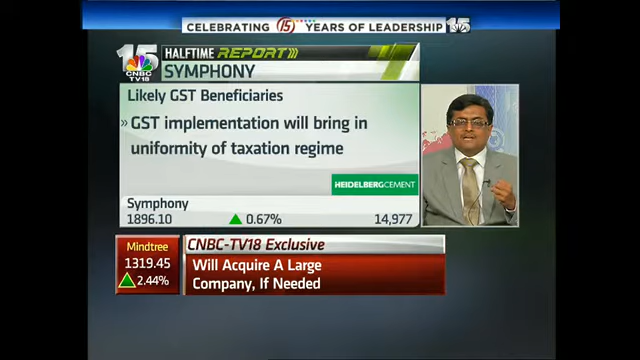 CELEBRATING 15 YEARS OF LEADERSHIP 15
15
CNBC
TV18
HALFTIME REPORT
SYMPHONY
Likely GST Beneficiaries
» GST implementation will bring in
uniformity of taxation regime
HEIDELBERGCEMENT
Symphony
1896.10 0.67% 14,977
Mindtree
1319.45
2.44%
CNBC-TV18 Exclusive
Will Acquire A Large
Company, If Needed